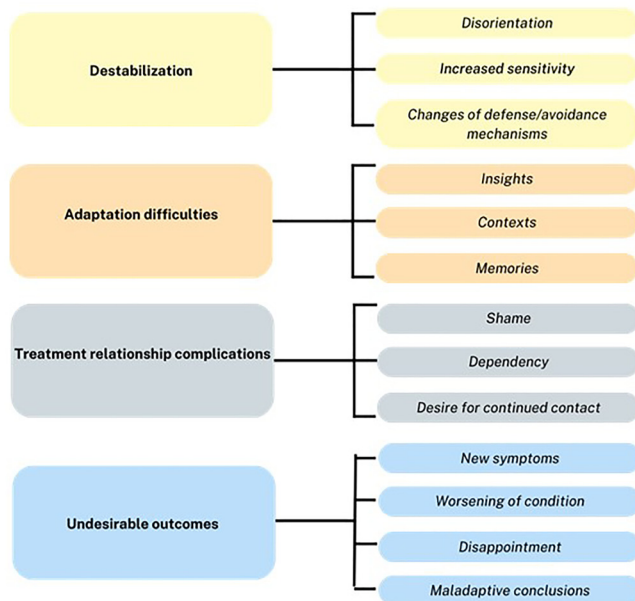 Destabilization
Disorientation
Increased sensitivity
Changes of defense/avoidance
mechanisms
Adaptation difficulties
Insights
Contexts
Memories
Treatment relationship complications
Shame
Dependency
Desire for continued contact
Undesirable outcomes
New symptoms
Worsening of condition
Disappointment
Maladaptive conclusions